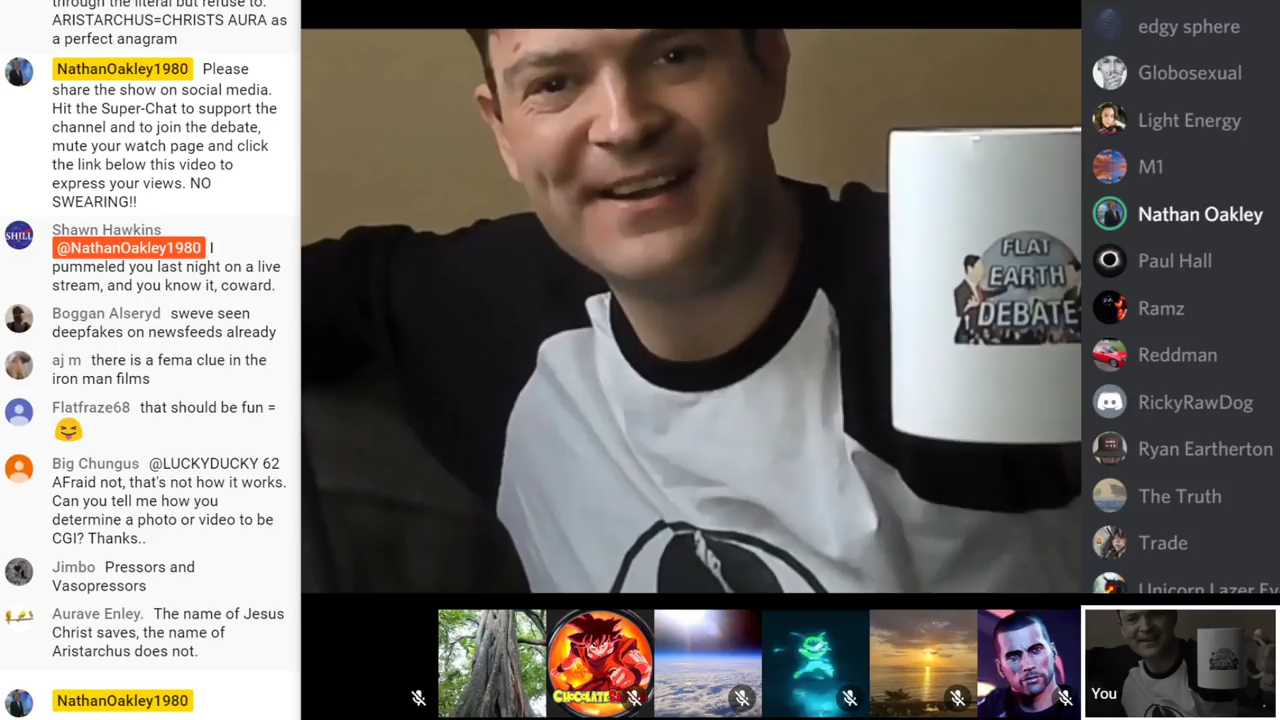 through the literal but refuse to.
ARISTARCHUS=CHRISTS AURA as
a perfect anagram
NathanOakley1980 Please
share the show on social media.
Hit the Super-Chat to support the
channel and to join the debate,
mute your watch page and click
the link below this video to
express your views. NO
SWEARING!!
Shawn Hawkins
@NathanOakley1980 I
pummeled you last night on a live
stream, and you know it, coward.
Boggan Alseryd sweve seen
deepfakes on newsfeeds already
aj m there is a fema clue in the
iron man films
Flatfraze68 that should be fun =
Big Chungus @LUCKYDUCKY 62
AFraid not, that's not how it works.
Can you tell me how you
determine a photo or video to be
CGI? Thanks..
Jimbo Pressors and
Vasopressors
Aurave Enley. The name of Jesus
Christ saves, the name of
Aristarchus does not.
NathanOakley1980
SHILL
FLAT
EARTH
DEBATE
edgy sphere
Globosexual
Light Energy
M1
Nathan Oakley
Paul Hall
Ramz
Reddman
RickyRawDog
Ryan Eartherton
The Truth
Trade
Unicorn Lazer Ey
You